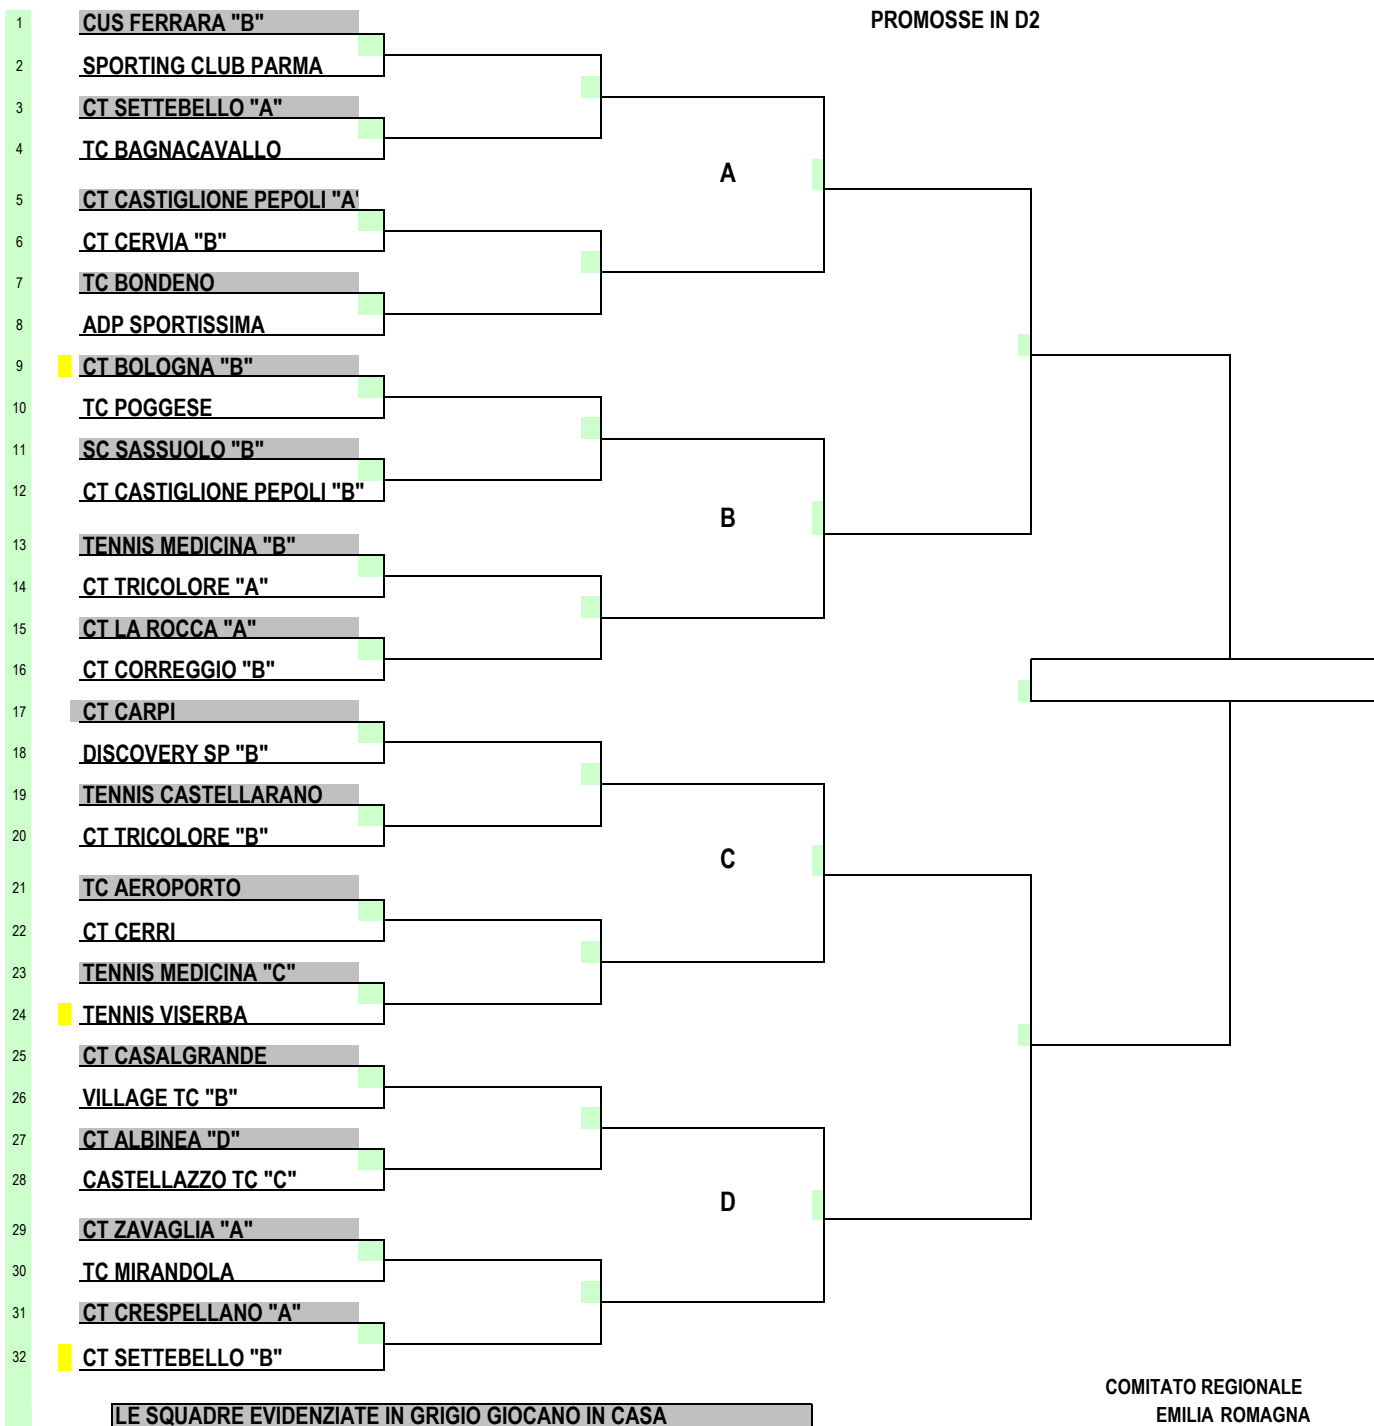 PROMOSSE IN D2
1 CUS FERRARA "B"
2 SPORTING CLUB PARMA
3 CT SETTEBELLO "A"
4 TC BAGNACAVALLO
A
5 CT CASTIGLIONE PEPOLI "A'
6 CT CERVIA "B"
7 TC BONDENO
8 ADP SPORTISSIMA
9 CT BOLOGNA "B"
10 TC POGGESE
11 SC SASSUOLO "B"
12 CT CASTIGLIONE PEPOLI "B"
B
13 TENNIS MEDICINA "B"
14 CT TRICOLORE "A"
15 CT LA ROCCA "A"
16 CT CORREGGIO "B"
17 CT CARPI
18 DISCOVERY SP "B"
19 TENNIS CASTELLARANO
20 CT TRICOLORE "B"
C
21 TC AEROPORTO
22 CT CERRI
23 TENNIS MEDICINA "C"
24 TENNIS VISERBA
25 CT CASALGRANDE
26 VILLAGE TC "B"
27 CT ALBINEA "D"
28 CASTELLAZZO TC "C"
D
29 CT ZAVAGLIA "A"
30 TC MIRANDOLA
31 CT CRESPELLANO "A"
32 CT SETTEBELLO "B"
COMITATO REGIONALE
EMILIA ROMAGNA
LE SQUADRE EVIDENZIATE IN GRIGIO GIOCANO IN CASA